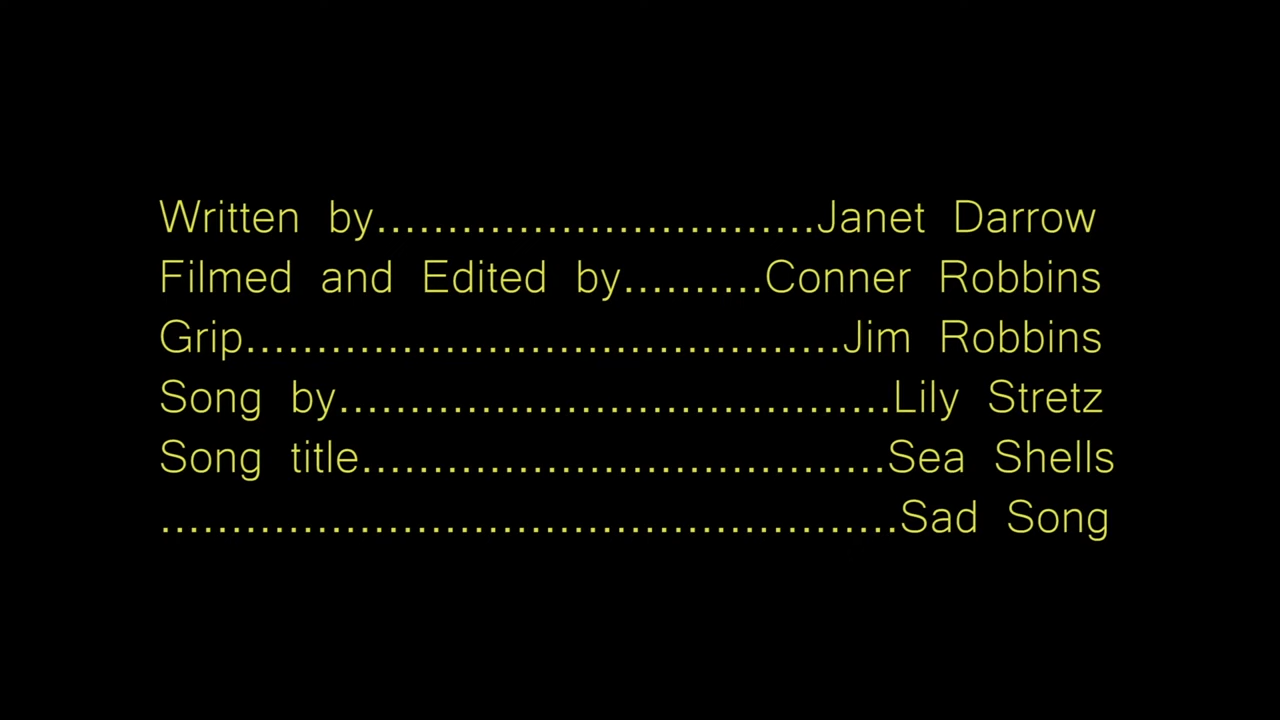 Written by...............................Janet Darrow
Filmed and Edited by..........Conner Robbins
Grip..........................................Jim Robbins
Song by.......................................Lily Stretz
Song title.....................................Sea Shells
....................................................Sad Song